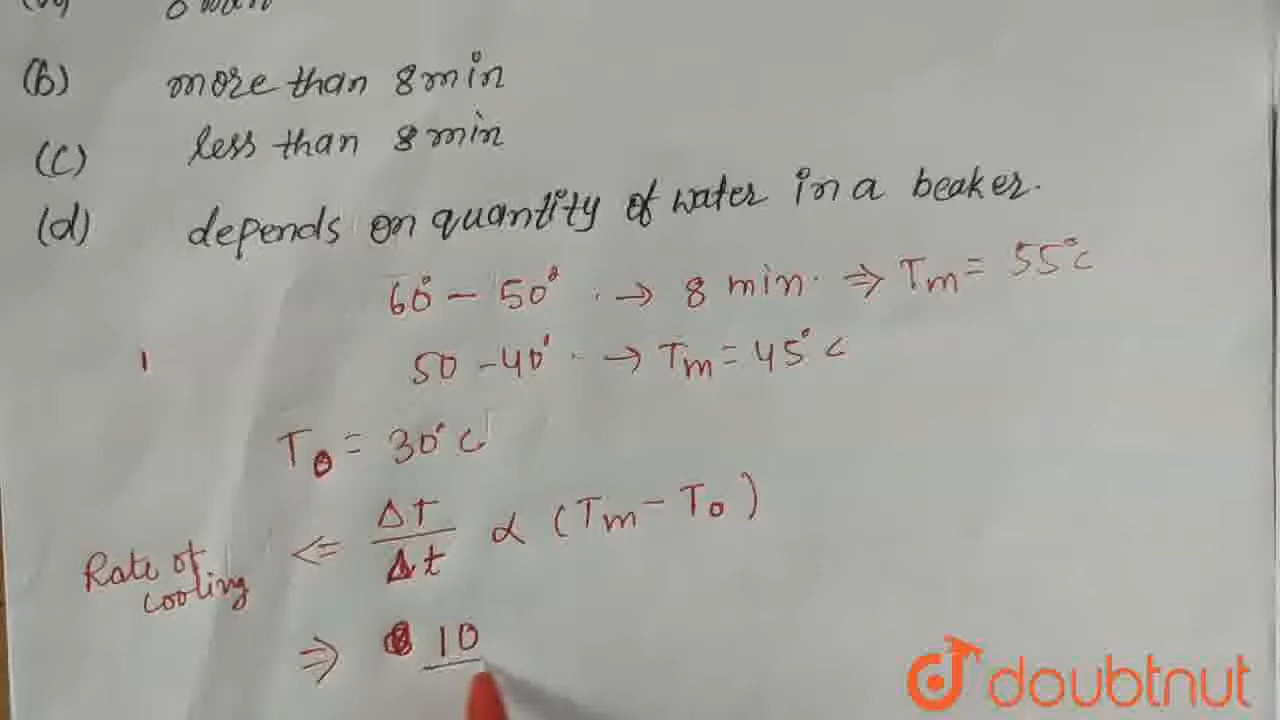 (b) more than 8 min
(c) less than 8 min
(d) depends on quantity of water in a beaker.
60° - 50° . → 8 min. ⇒ Tm = 55°C
50 - 40° . → Tm = 45°C
T0 = 30°C
Rate of cooling <= ΔT/Δt α (Tm - T0)
⇒ 10
doubtnut